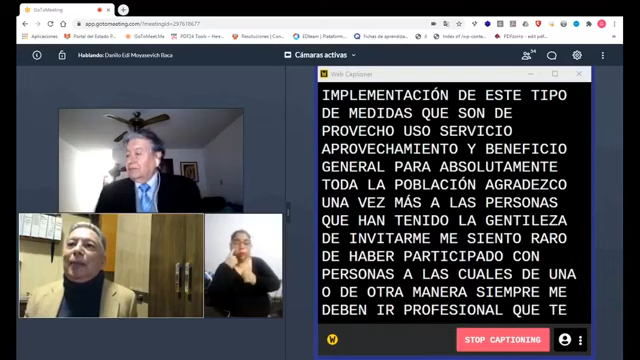 GoToMeeting
app.gotomeeting.com/?meetingId=297618677
Aplicaciones
Portal del Estado P
GoToMeet.Me
PDF24 Tools – Herr
Resoluciones | Con
EDteam | Plataform
Fichas de aprendiza
Index of /wp-conte
PDFzorro - edit pdf
Hablando: Danilo Edi Moyasevich Baca
Cámaras activas
34
Web Captioner
IMPLEMENTACIÓN DE ESTE TIPO
DE MEDIDAS QUE SON DE
PROVECHO USO SERVICIO
APROVECHAMIENTO Y BENEFICIO
GENERAL PARA ABSOLUTAMENTE
TODA LA POBLACIÓN AGRADEZCO
UNA VEZ MÁS A LAS PERSONAS
QUE HAN TENIDO LA GENTILEZA
DE INVITARME ME SIENTO RARO
DE HABER PARTICIPADO CON
PERSONAS A LAS CUALES DE UNA
O DE OTRA MANERA SIEMPRE ME
DEBEN IR PROFESIONAL QUE TE
STOP CAPTIONING